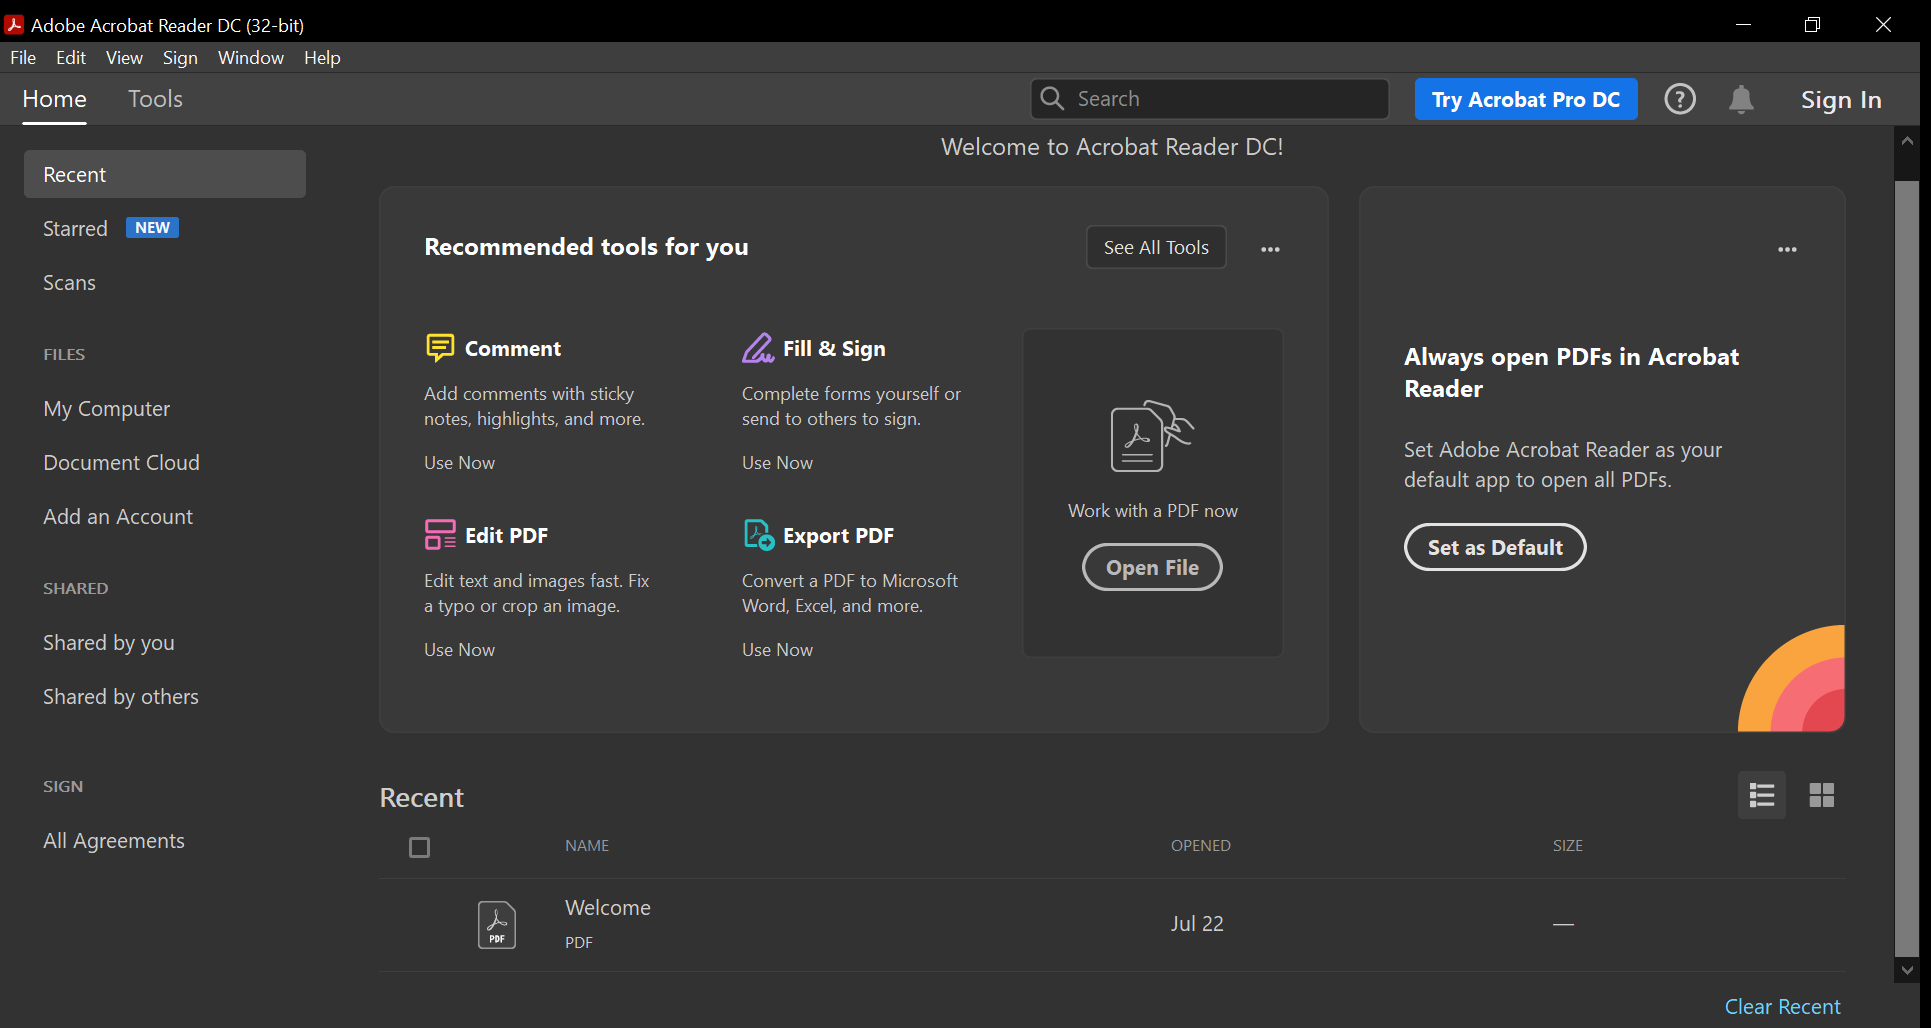 Adobe Acrobat Reader DC (32-bit)
File Edit View Sign Window Help
Home Tools Search Try Acrobat Pro DC ? Sign In
Welcome to Acrobat Reader DC!
Recent
Starred NEW
Scans
FILES
My Computer
Document Cloud
Add an Account
SHARED
Shared by you
Shared by others
SIGN
All Agreements
Recommended tools for you
See All Tools
Comment
Add comments with sticky
notes, highlights, and more.
Use Now
Fill & Sign
Complete forms yourself or
send to others to sign.
Use Now
Edit PDF
Edit text and images fast. Fix
a typo or crop an image.
Use Now
Export PDF
Convert a PDF to Microsoft
Word, Excel, and more.
Use Now
Work with a PDF now
Open File
Always open PDFs in Acrobat
Reader
Set Adobe Acrobat Reader as your
default app to open all PDFs.
Set as Default
Recent
NAME OPENED SIZE
PDF
Welcome
PDF
Jul 22 —
Clear Recent